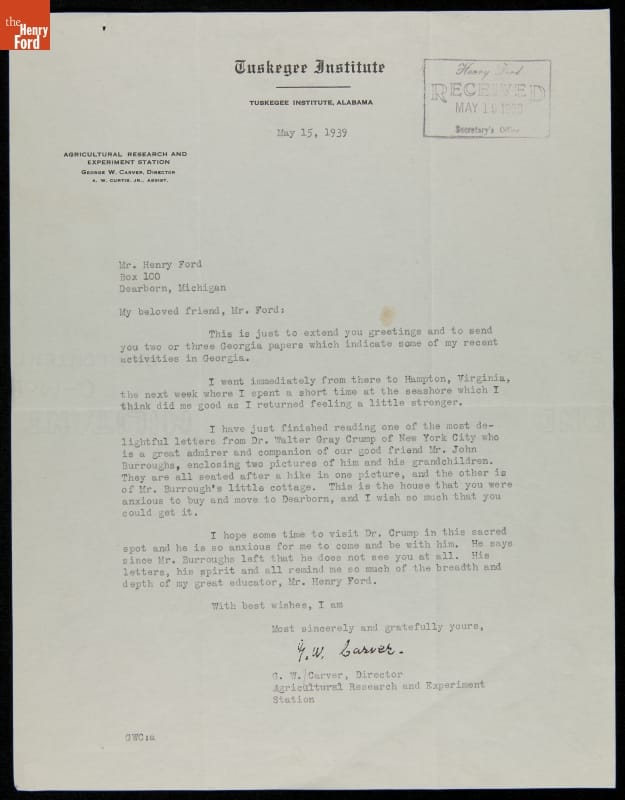 the
Henry
Ford
Tuskegee Institute
TUSKEGEE INSTITUTE, ALABAMA
Henry Ford
RECEIVED
MAY 19 1939
Secretary's Office
May 15, 1939
AGRICULTURAL RESEARCH AND
EXPERIMENT STATION
GEORGE W. CARVER, DIRECTOR
A. W. CURTIS, JR., ASSIST.
Mr. Henry Ford
Box 100
Dearborn, Michigan
My beloved friend, Mr. Ford:
This is just to extend you greetings and to send
you two or three Georgia papers which indicate some of my recent
activities in Georgia.
I went immediately from there to Hampton, Virginia,
the next week where I spent a short time at the seashore which I
think did me good as I returned feeling a little stronger.
I have just finished reading one of the most de-
lightful letters from Dr. Walter Gray Crump of New York City who
is a great admirer and companion of our good friend Mr. John
Burroughs, enclosing two pictures of him and his grandchildren.
They are all seated after a hike in one picture, and the other is
of Mr. Burrough's little cottage. This is the house that you were
anxious to buy and move to Dearborn, and I wish so much that you
could get it.
I hope some time to visit Dr. Crump in this sacred
spot and he is so anxious for me to come and be with him. He says
since Mr. Burroughs left that he does not see you at all. His
letters, his spirit and all remind me so much of the breadth and
depth of my great educator, Mr. Henry Ford.
With best wishes, I am
Most sincerely and gratefully yours,
G. W. Carver.
G. W. Carver, Director
Agricultural Research and Experiment
Station
GWC:a